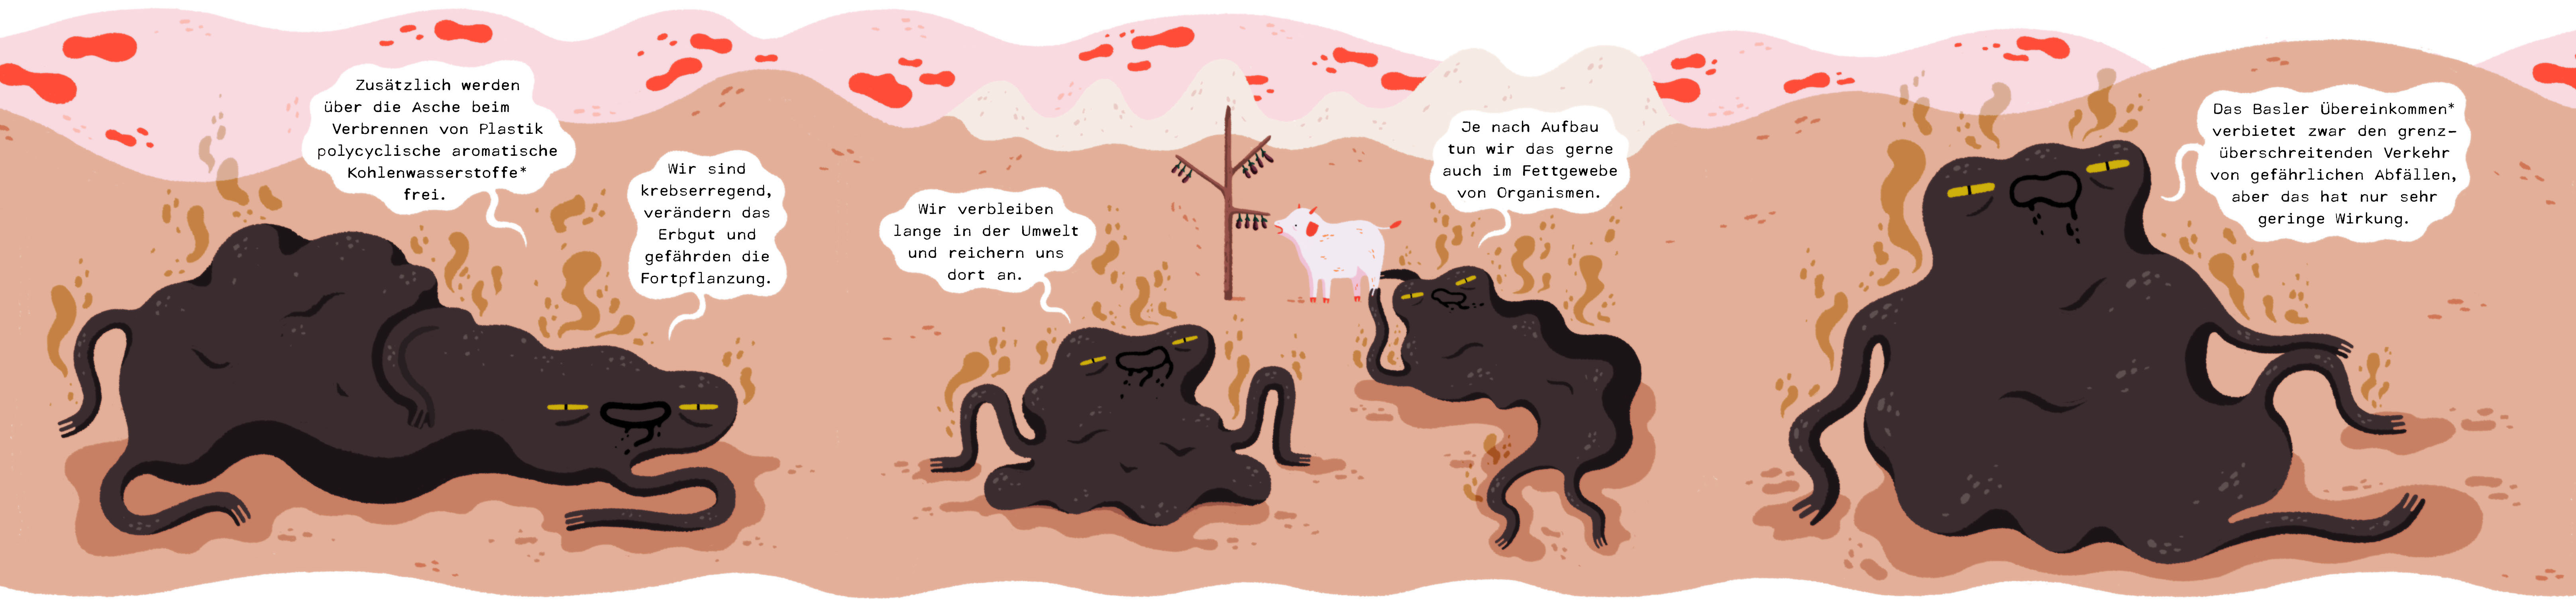 Zusätzlich werden
über die Asche beim
Verbrennen von Plastik
polycyclische aromatische
Kohlenwasserstoffe*
frei.
Wir sind
krebserregend,
verändern das
Erbgut und
gefährden die
Fortpflanzung.
Wir verbleiben
lange in der Umwelt
und reichern uns
dort an.
Je nach Aufbau
tun wir das gerne
auch im Fettgewebe
von Organismen.
Das Basler Übereinkommen*
verbietet zwar den grenz-
überschreitenden Verkehr
von gefährlichen Abfällen,
aber das hat nur sehr
geringe Wirkung.